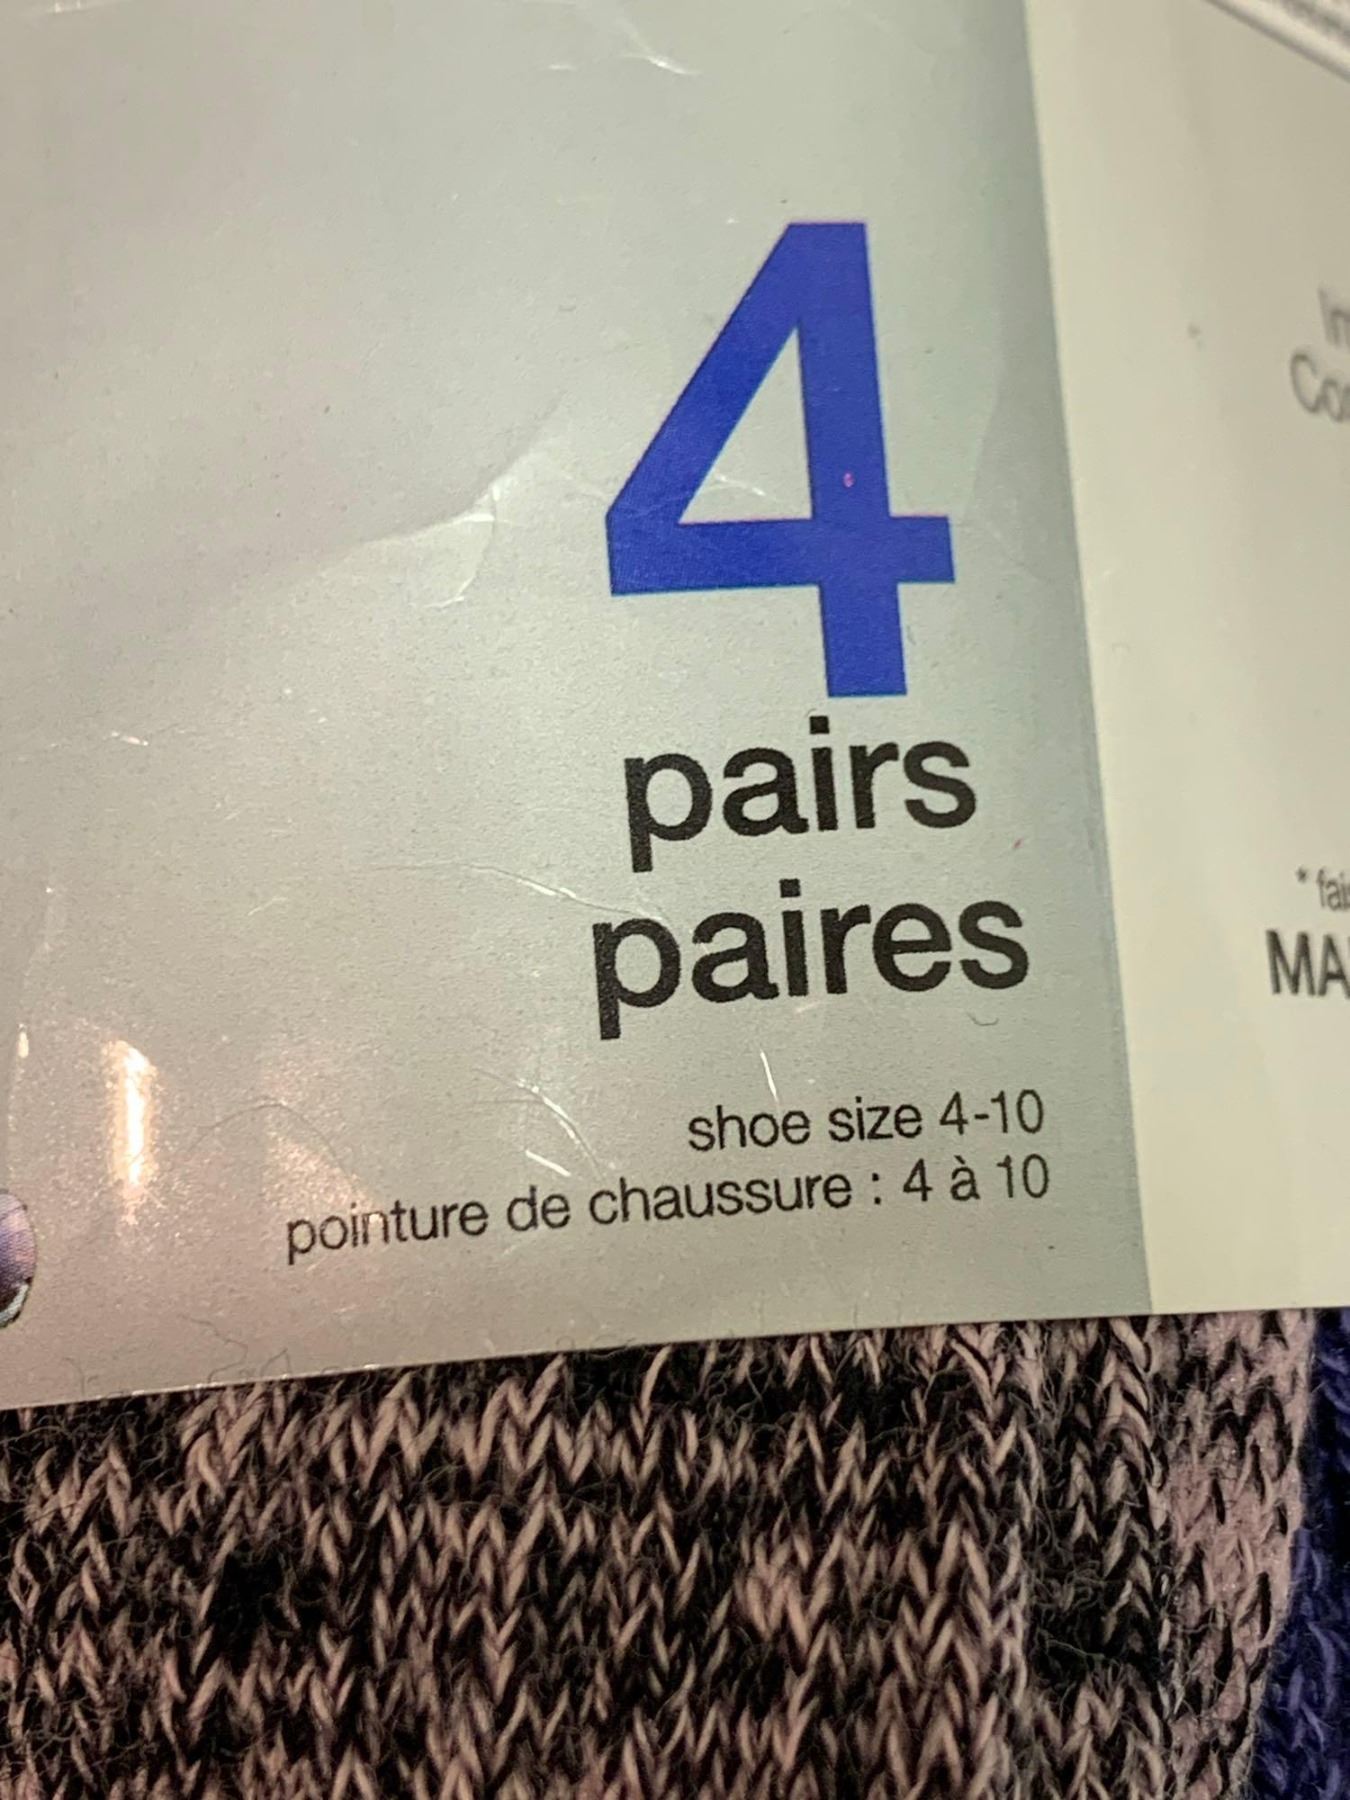 4
pairs
paires
shoe size 4-10
pointure de chaussure : 4 à 10